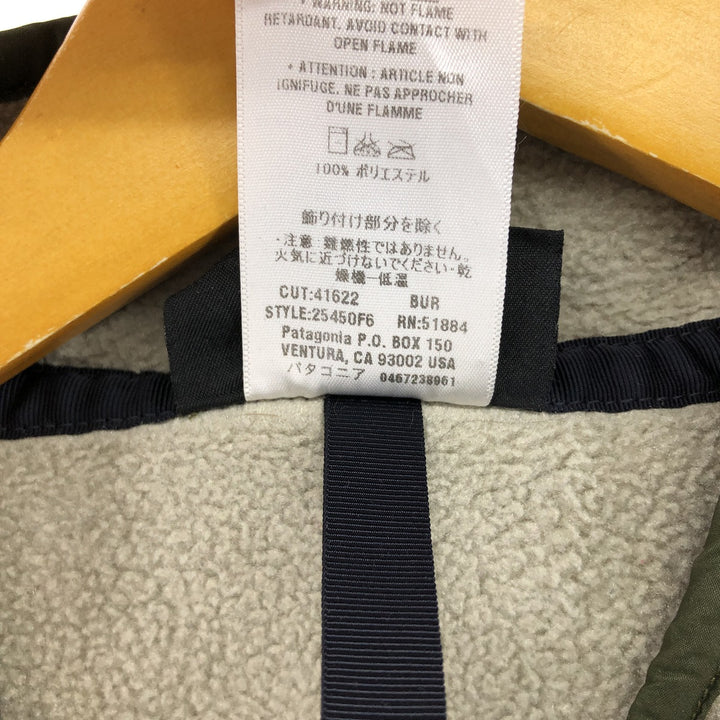 • WARNING: NOT FLAME
RETARDANT. AVOID CONTACT WITH
OPEN FLAME
• ATTENTION : ARTICLE NON
IGNIFUGE. NE PAS APPROCHER
D'UNE FLAMME
100% ポリエステル
飾り付け部分を除く
・注意：難燃性ではありません。
火気に近づけないでください・乾
燥機－低温
CUT:41622 BUR
STYLE:25450F6 RN:51884
Patagonia P.O. BOX 150
VENTURA, CA 93002 USA
パタゴニア 0467238961